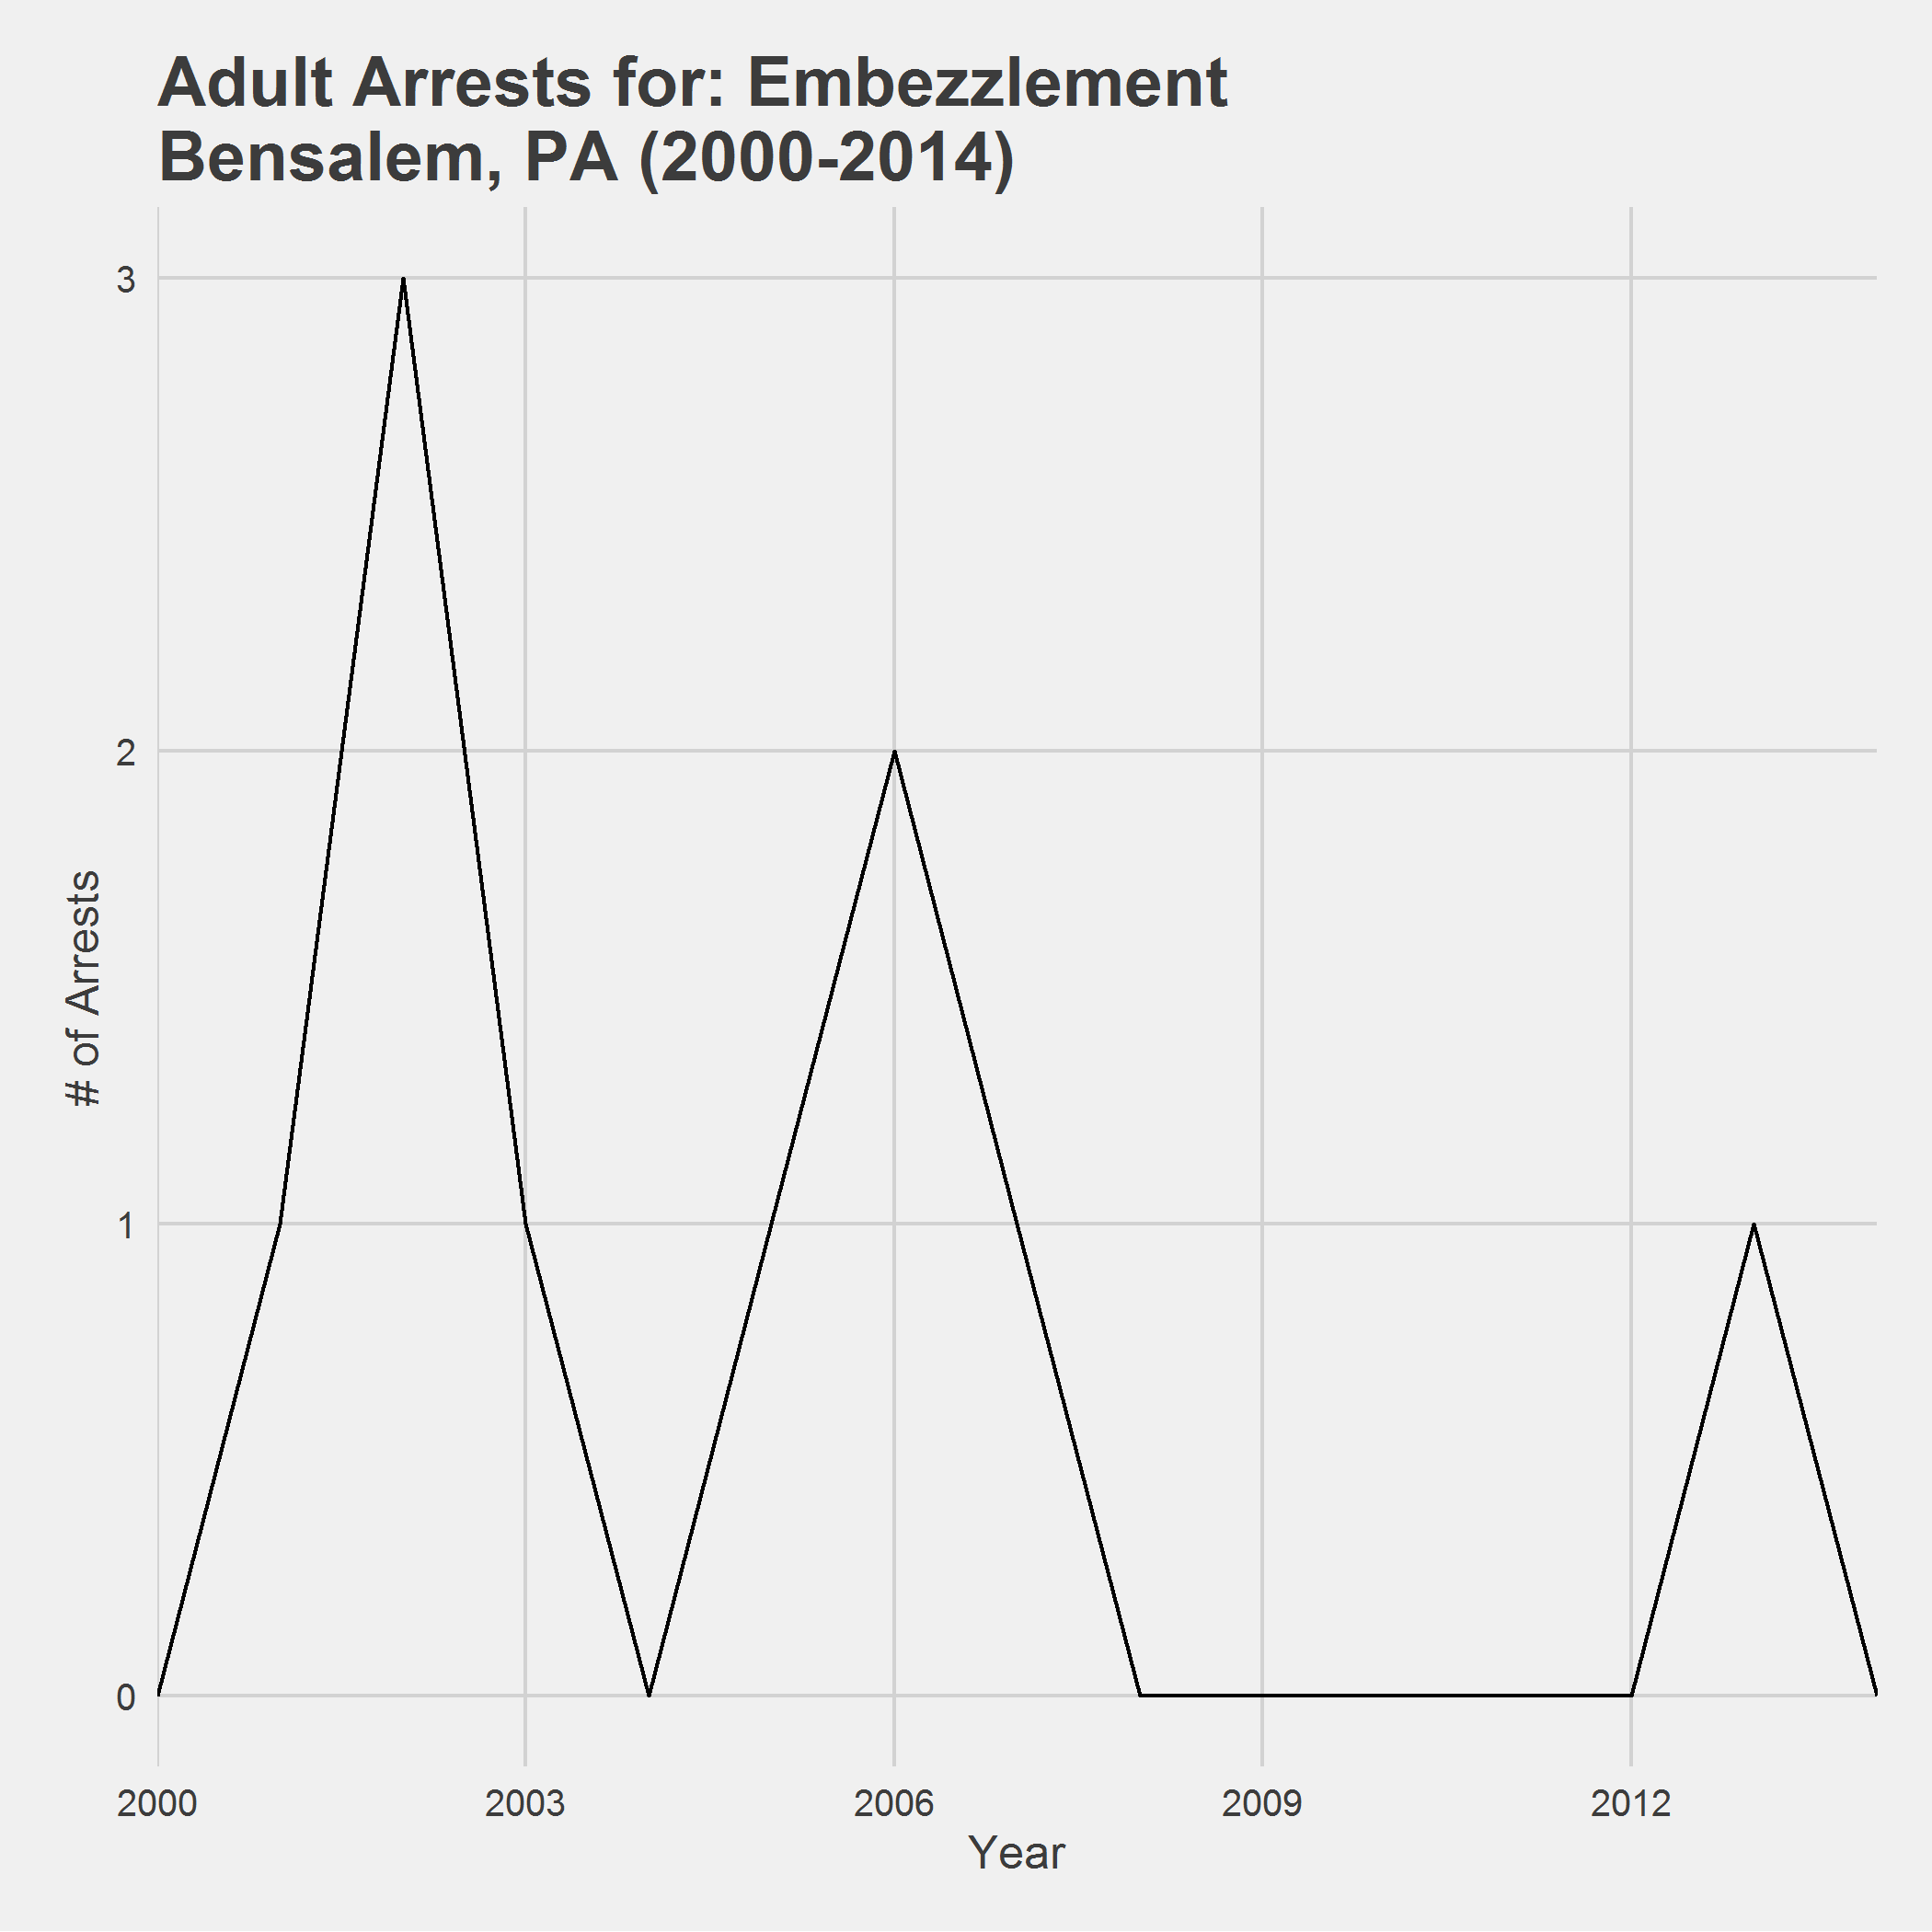 Adult Arrests for: Embezzlement
Bensalem, PA (2000-2014)
3
2
1
0
# of Arrests
2000
2003
2006
2009
2012
Year